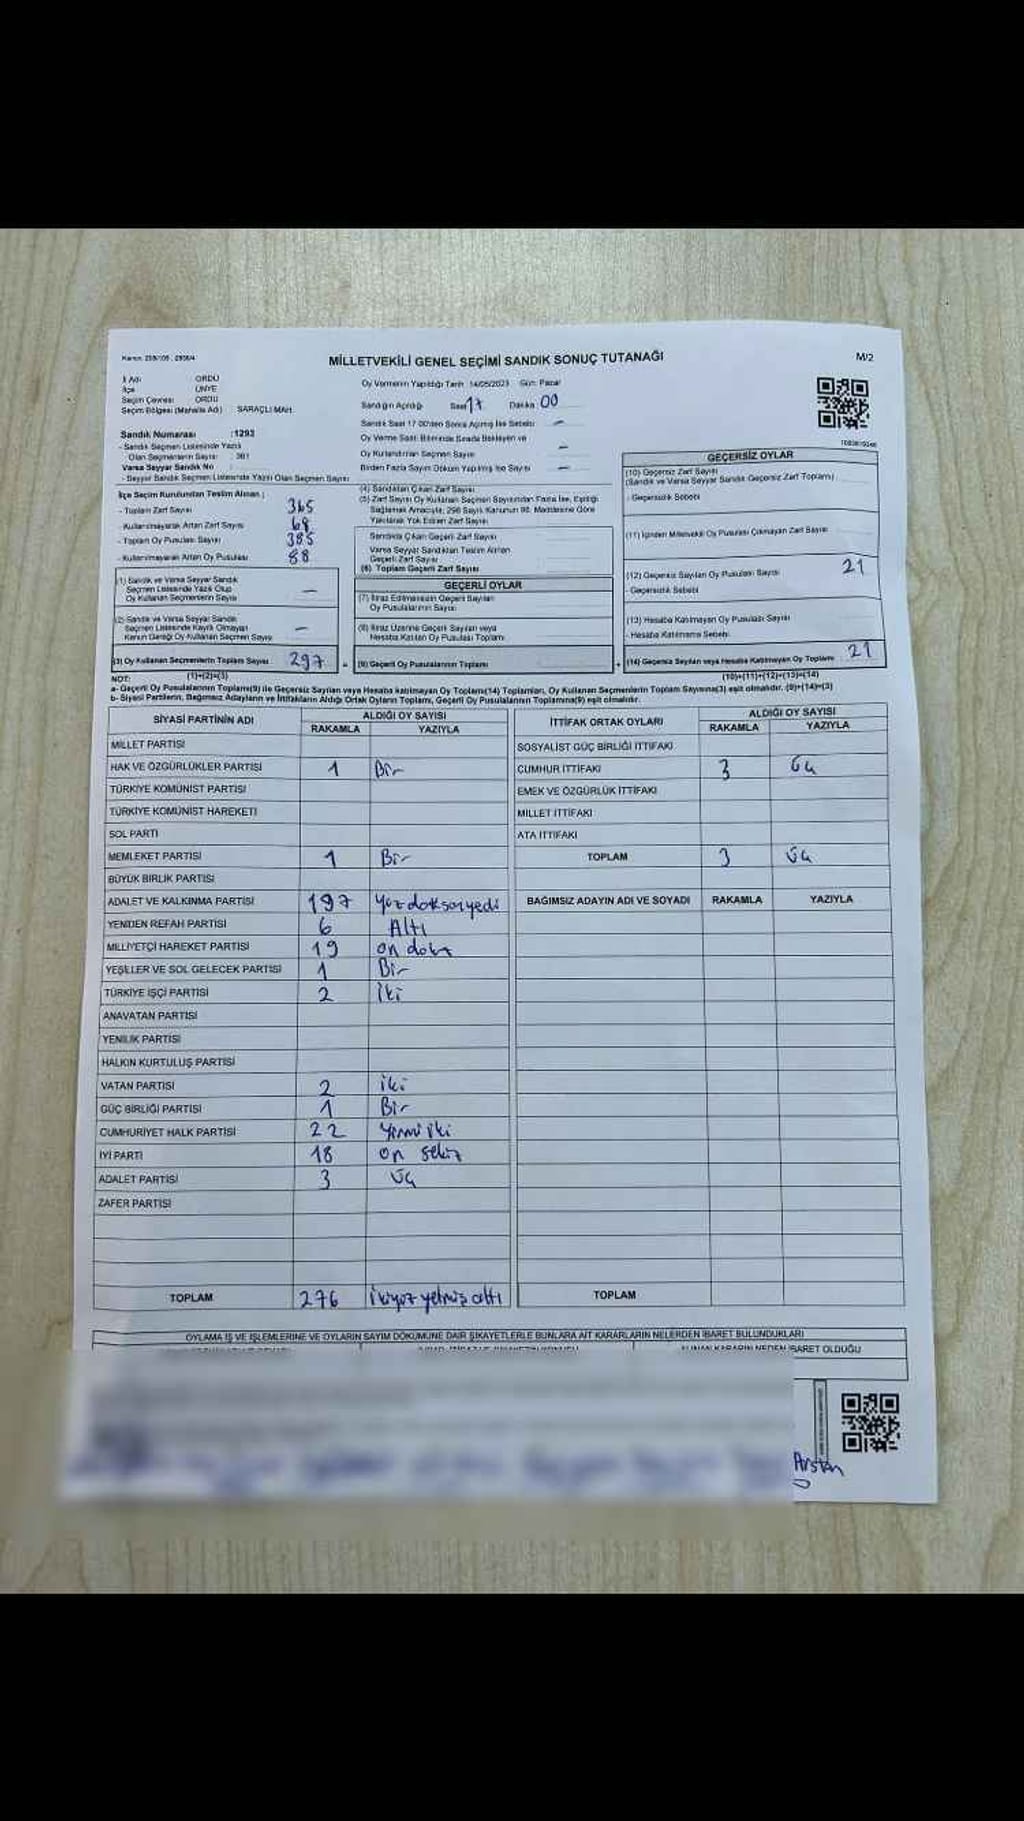 Kanun: 298/105 , 2839/4
MİLLETVEKİLİ GENEL SEÇİMİ SANDIK SONUÇ TUTANAĞI
M/2
İl Adı ORDU
İlçe ÜNYE
Seçim Çevresi ORDU
Seçim Bölgesi (Mahalle Adı) SARAÇLI MAH.
Oy Vermenin Yapıldığı Tarih 14/05/2023 Gün: Pazar
Sandığın Açıldığı Saat 17 Dakika 00
Sandık Saat 17:00'den Sonra Açılmış İse Sebebi —
Oy Verme Saati Bitiminde Sırada Bekleyen ve
Oy Kullandırılan Seçmen Sayısı —
Birden Fazla Sayım Döküm Yapılmış İse Sayısı —
Sandık Numarası :1293
- Sandık Seçmen Listesinde Yazılı
Olan Seçmenlerin Sayısı : 361
Varsa Seyyar Sandık No :
- Seyyar Sandık Seçmen Listesinde Yazılı Olan Seçmen Sayısı
İlçe Seçim Kurulundan Teslim Alınan ;
- Toplam Zarf Sayısı 365
- Kullanılmayarak Artan Zarf Sayısı 68
- Toplam Oy Pusulası Sayısı 385
- Kullanılmayarak Artan Oy Pusulası 88
(1) Sandık ve Varsa Seyyar Sandık
Seçmen Listesinde Yazılı Olup
Oy Kullanan Seçmenlerin Sayısı —
(2) Sandık ve Varsa Seyyar Sandık
Seçmen Listesinde Kayıtlı Olmayan
Kanun Gereği Oy Kullanan Seçmen Sayısı —
(3) Oy Kullanan Seçmenlerin Toplam Sayısı 297
(1)+(2)=(3)
(4) Sandıktan Çıkan Zarf Sayısı
(5) Zarf Sayısı Oy Kullanan Seçmen Sayısından Fazla İse, Eşitliği
Sağlamak Amacıyla, 298 Sayılı Kanunun 98. Maddesine Göre
Yakılarak Yok Edilen Zarf Sayısı
Sandıkta Çıkan Geçerli Zarf Sayısı
Varsa Seyyar Sandıktan Teslim Alınan
Geçerli Zarf Sayısı
(6) Toplam Geçerli Zarf Sayısı
GEÇERLİ OYLAR
(7) İtiraz Edilmeksizin Geçerli Sayılan
Oy Pusulalarının Sayısı
(8) İtiraz Üzerine Geçerli Sayılan veya
Hesaba Katılan Oy Pusulası Toplamı
= (9) Geçerli Oy Pusulalarının Toplamı +
GEÇERSİZ OYLAR
(10) Geçersiz Zarf Sayısı
(Sandık ve Varsa Seyyar Sandık Geçersiz Zarf Toplamı)
- Geçersizlik Sebebi
(11) İçinden Milletvekili Oy Pusulası Çıkmayan Zarf Sayısı
(12) Geçersiz Sayılan Oy Pusulası Sayısı 21
- Geçersizlik Sebebi
(13) Hesaba Katılmayan Oy Pusulası Sayısı
- Hesaba Katılmama Sebebi
(14) Geçersiz Sayılan veya Hesaba Katılmayan Oy Toplamı 21
(10)+(11)+(12)+(13)=(14)
NOT:
a- Geçerli Oy Pusulalarının Toplamı(9) ile Geçersiz Sayılan veya Hesaba katılmayan Oy Toplamı(14) Toplamları, Oy Kullanan Seçmenlerin Toplam Sayısına(3) eşit olmalıdır. (9)+(14)=(3)
b- Siyasi Partilerin, Bağımsız Adayların ve İttifakların Aldığı Ortak Oyların Toplamı, Geçerli Oy Pusulalarının Toplamına(9) eşit olmalıdır.
SİYASİ PARTİNİN ADI ALDIĞI OY SAYISI
RAKAMLA YAZIYLA
MİLLET PARTİSİ
HAK VE ÖZGÜRLÜKLER PARTİSİ 1 Bir
TÜRKİYE KOMÜNİST PARTİSİ
TÜRKİYE KOMÜNİST HAREKETİ
SOL PARTİ
MEMLEKET PARTİSİ 1 Bir
BÜYÜK BİRLİK PARTİSİ
ADALET VE KALKINMA PARTİSİ 197 Yüz doksan yedi
YENİDEN REFAH PARTİSİ 6 Altı
MİLLİYETÇİ HAREKET PARTİSİ 19 on dokuz
YEŞİLLER VE SOL GELECEK PARTİSİ 1 Bir
TÜRKİYE İŞÇİ PARTİSİ 2 İki
ANAVATAN PARTİSİ
YENİLİK PARTİSİ
HALKIN KURTULUŞ PARTİSİ
VATAN PARTİSİ 2 iki
GÜÇ BİRLİĞİ PARTİSİ 1 Bir
CUMHURİYET HALK PARTİSİ 22 Yirmi iki
İYİ PARTİ 18 on sekiz
ADALET PARTİSİ 3 üç
ZAFER PARTİSİ
TOPLAM 276 İkiyüz yetmiş altı
İTTİFAK ORTAK OYLARI ALDIĞI OY SAYISI
RAKAMLA YAZIYLA
SOSYALİST GÜÇ BİRLİĞİ İTTİFAKI
CUMHUR İTTİFAKI 3 Üç
EMEK VE ÖZGÜRLÜK İTTİFAKI
MİLLET İTTİFAKI
ATA İTTİFAKI
TOPLAM 3 üç
BAĞIMSIZ ADAYIN ADI VE SOYADI RAKAMLA YAZIYLA
TOPLAM
OYLAMA İŞ VE İŞLEMLERİNE VE OYLARIN SAYIM DÖKÜMÜNE DAİR ŞİKAYETLERLE BUNLARA AİT KARARLARIN NELERDEN İBARET BULUNDUKLARI
ALINAN KARARIN NEDEN İBARET OLDUĞU
Arslan